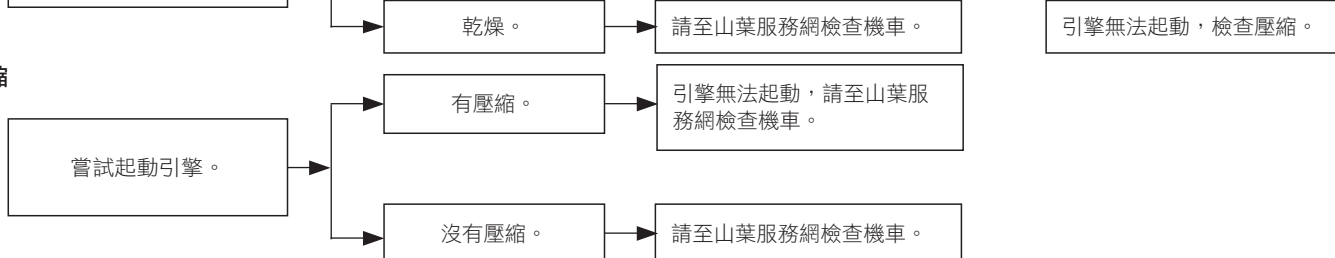 乾燥。
請至山葉服務網檢查機車。
引擎無法起動，檢查壓縮。
縮
有壓縮。
引擎無法起動，請至山葉服
務網檢查機車。
嘗試起動引擎。
沒有壓縮。
請至山葉服務網檢查機車。